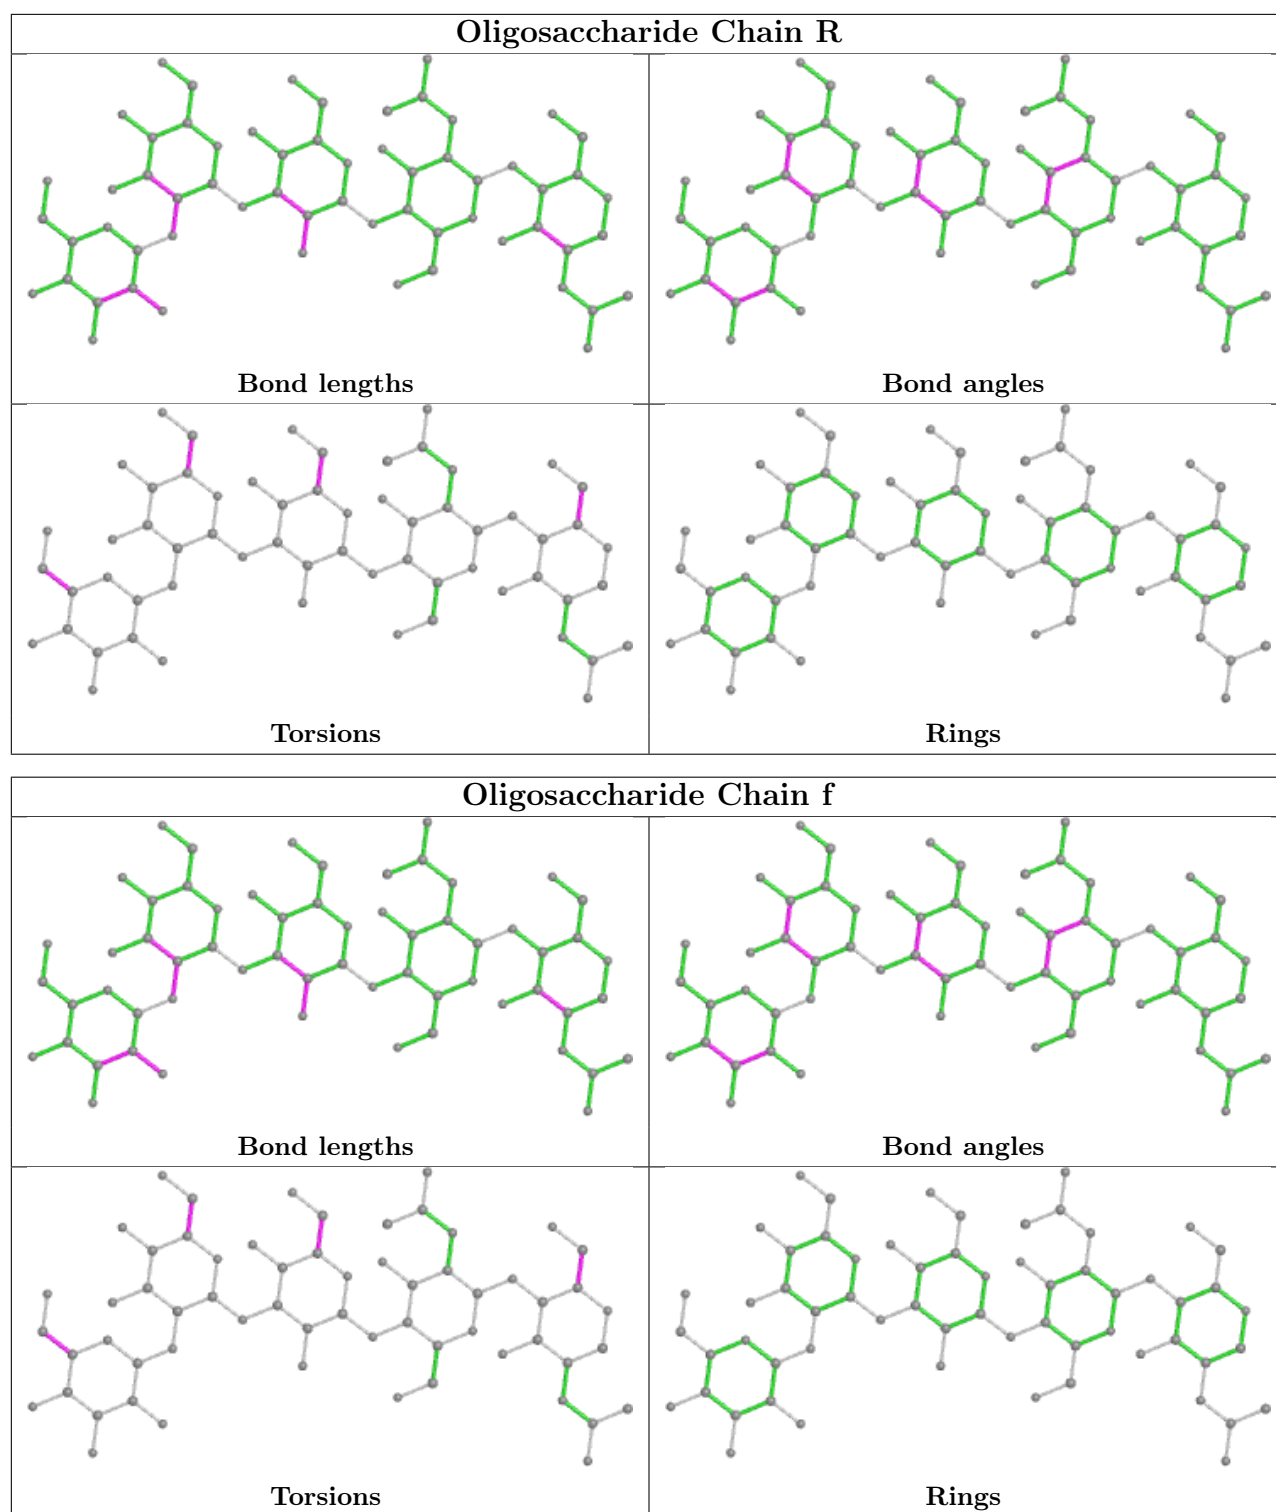 Oligosaccharide Chain R
Bond lengths
Bond angles
Torsions
Rings
Oligosaccharide Chain f
Bond lengths
Bond angles
Torsions
Rings